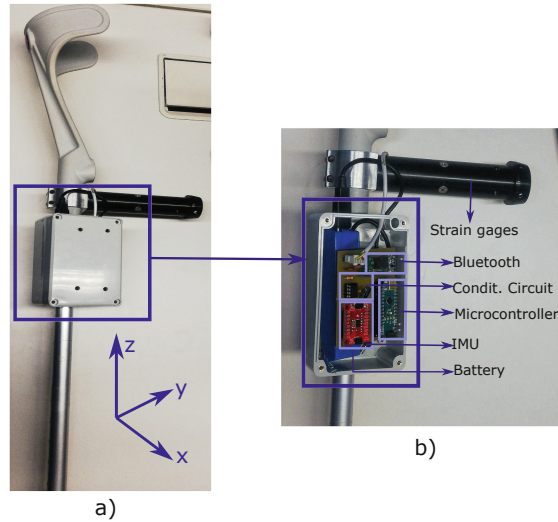 z
y
x
a)
Strain gages
Bluetooth
Condit. Circuit
Microcontroller
IMU
Battery
b)